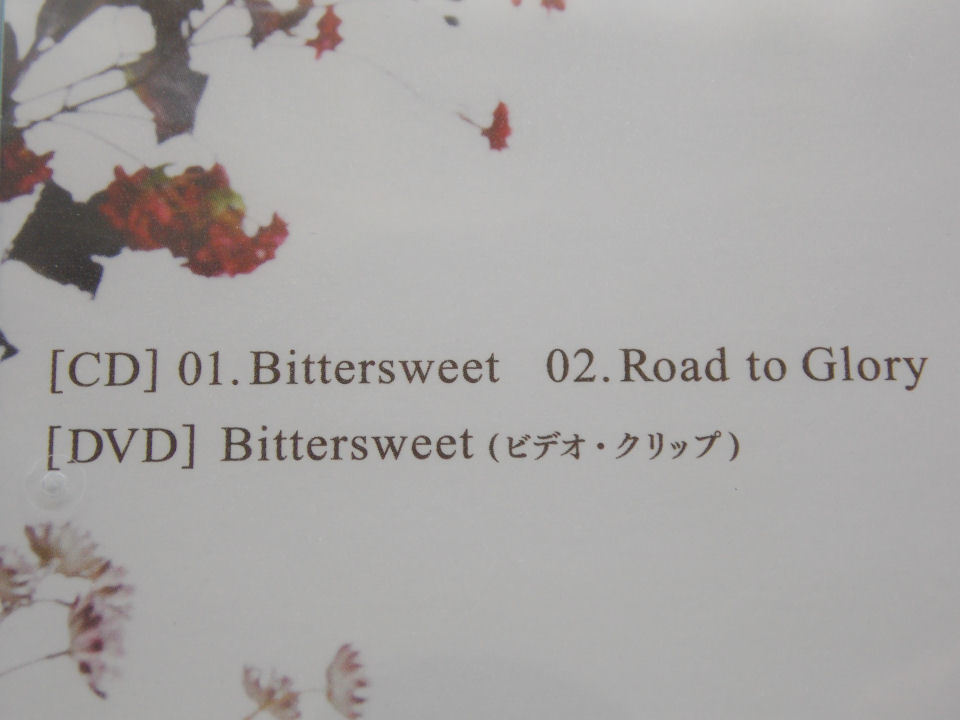 [CD] 01.Bittersweet 02.Road to Glory
[DVD] Bittersweet (ビデオ・クリップ)